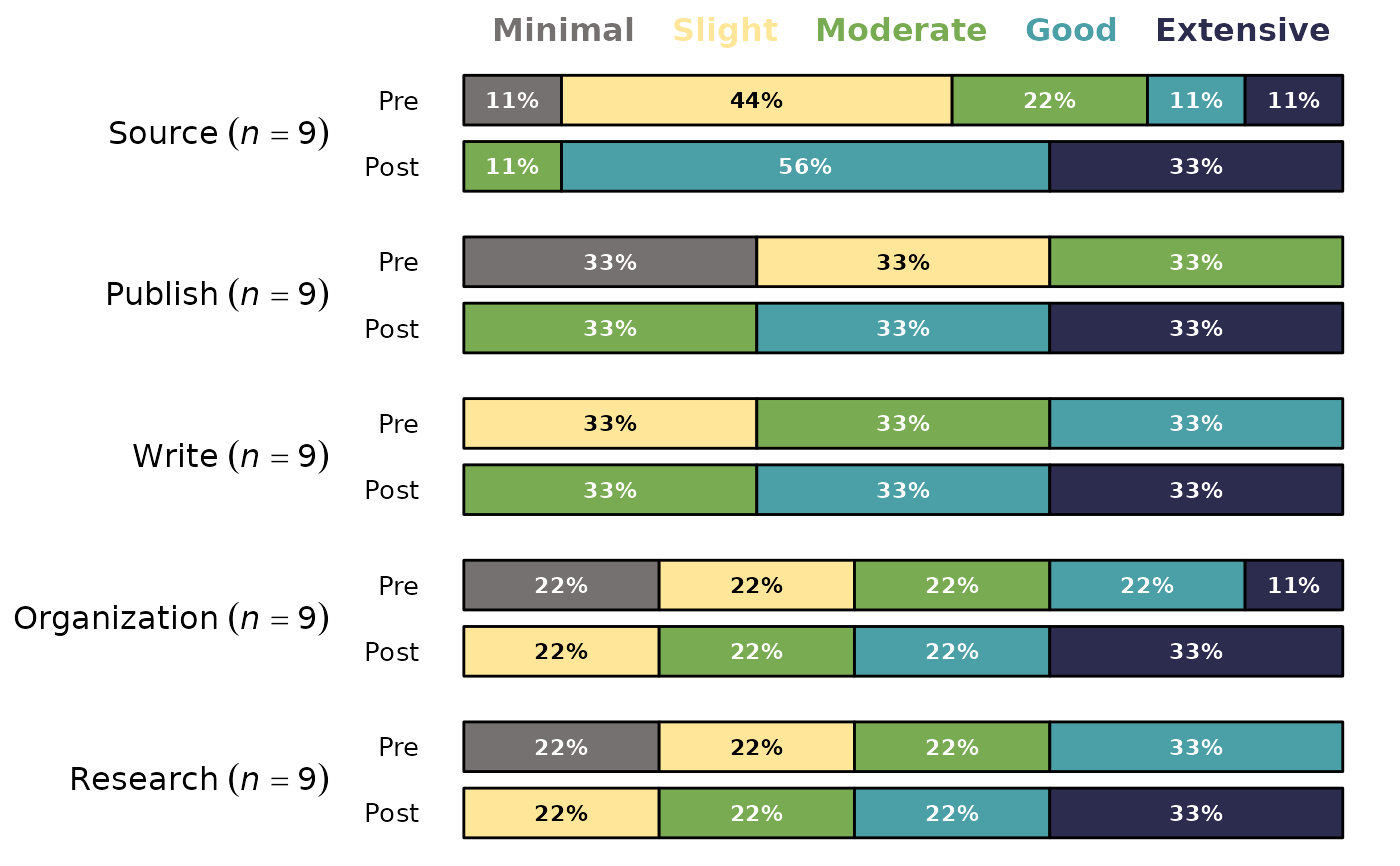 Minimal Slight Moderate Good Extensive
Pre 11% 44% 22% 11% 11%
Source (n = 9)
Post 11% 56% 33%
Pre 33% 33% 33%
Publish (n = 9)
Post 33% 33% 33%
Pre 33% 33% 33%
Write (n = 9)
Post 33% 33% 33%
Pre 22% 22% 22% 22% 11%
Organization (n = 9)
Post 22% 22% 22% 33%
Pre 22% 22% 22% 33%
Research (n = 9)
Post 22% 22% 22% 33%